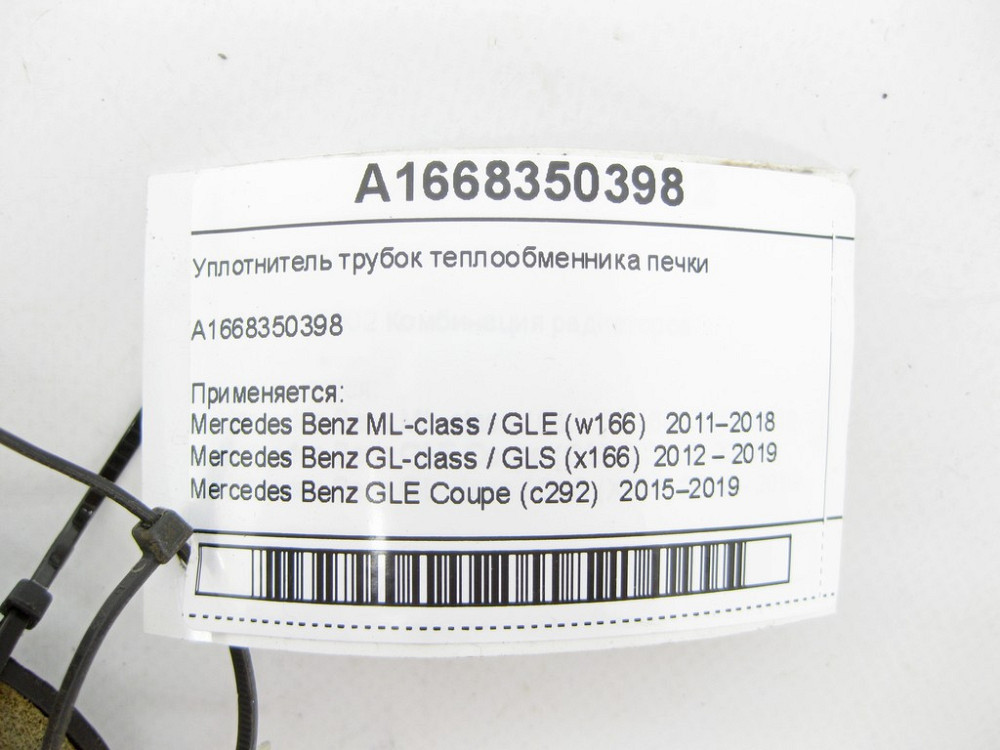 A1668350398
Уплотнитель трубок теплообменника печки
A1668350398
Применяется:
Mercedes Benz ML-class / GLE (w166) 2011–2018
Mercedes Benz GL-class / GLS (x166) 2012 – 2019
Mercedes Benz GLE Coupe (c292) 2015–2019